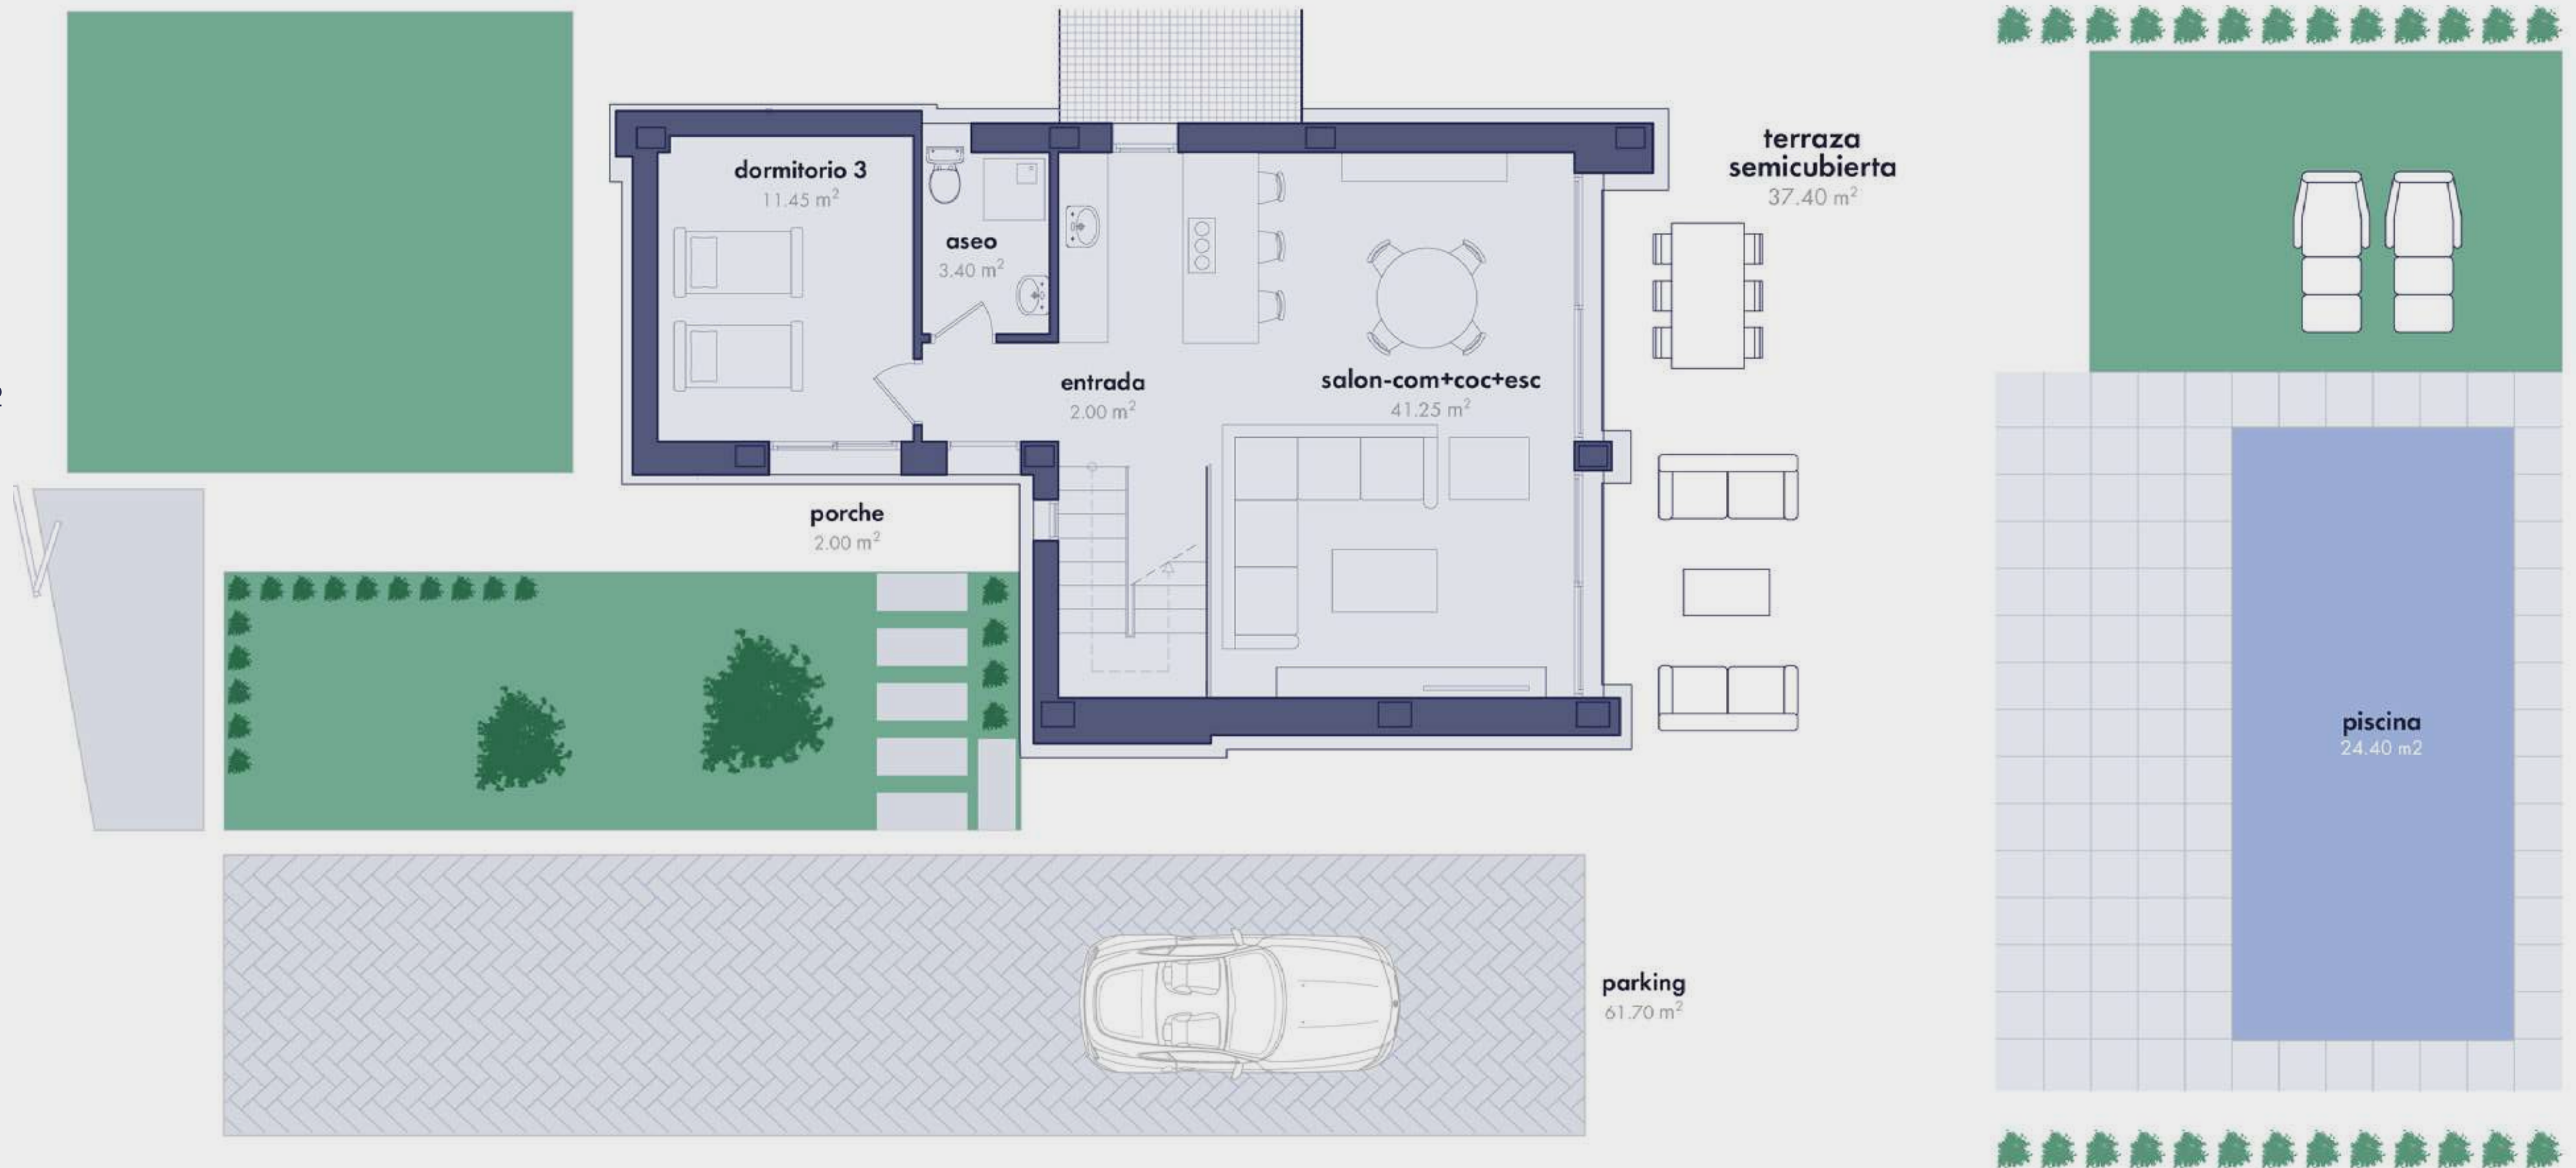 terraza
semicubierta
37.40 m²
dormitorio 3
11.45 m²
aseo
3.40 m²
entrada
2.00 m²
salon-com+coc+esc
41.25 m²
porche
2.00 m²
piscina
24.40 m2
parking
61.70 m²